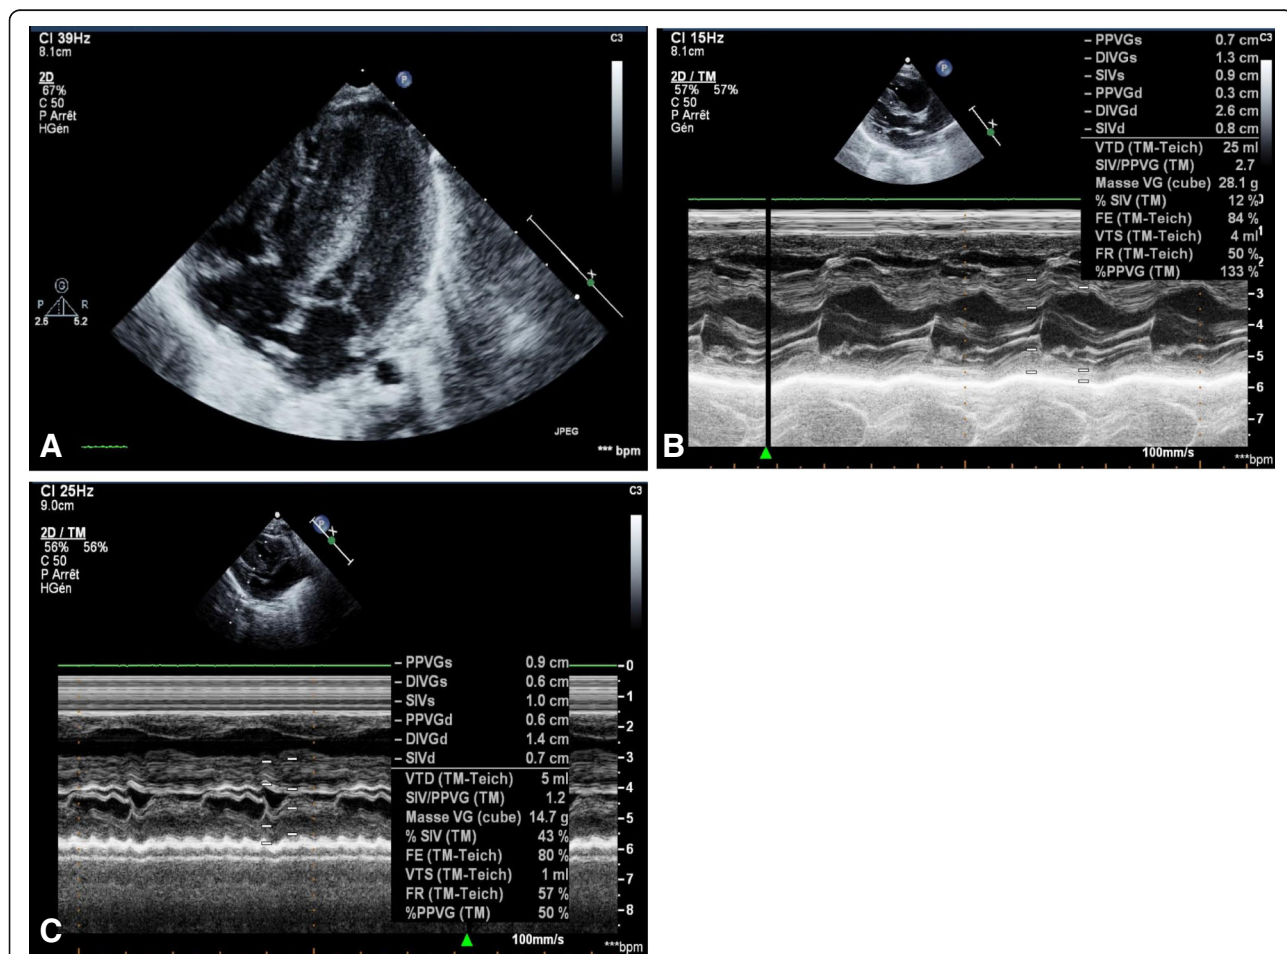 CI 39Hz
8.1cm
C3
2D
67%
C 50
P Arrêt
HGén
P
G
P R
2.6 5.2
JPEG
*** bpm
A
CI 15Hz
8.1cm
C3
2D / TM
57% 57%
C 50
P Arrêt
Gén
P
– PPVGs 0.7 cm
– DIVGs 1.3 cm
– SIVs 0.9 cm
– PPVGd 0.3 cm
– DIVGd 2.6 cm
– SIVd 0.8 cm
VTD (TM-Teich) 25 ml
SIV/PPVG (TM) 2.7
Masse VG (cube) 28.1 g
% SIV (TM) 12 %
FE (TM-Teich) 84 %
VTS (TM-Teich) 4 ml
FR (TM-Teich) 50 %
%PPVG (TM) 133 %
1
2
3
4
5
6
7
100mm/s
***bpm
B
CI 25Hz
9.0cm
C3
2D / TM
56% 56%
C 50
P Arrêt
HGén
P
– PPVGs 0.9 cm
– DIVGs 0.6 cm
– SIVs 1.0 cm
– PPVGd 0.6 cm
– DIVGd 1.4 cm
– SIVd 0.7 cm
VTD (TM-Teich) 5 ml
SIV/PPVG (TM) 1.2
Masse VG (cube) 14.7 g
% SIV (TM) 43 %
FE (TM-Teich) 80 %
VTS (TM-Teich) 1 ml
FR (TM-Teich) 57 %
%PPVG (TM) 50 %
0
1
2
3
4
5
6
7
8
100mm/s
***bpm
C